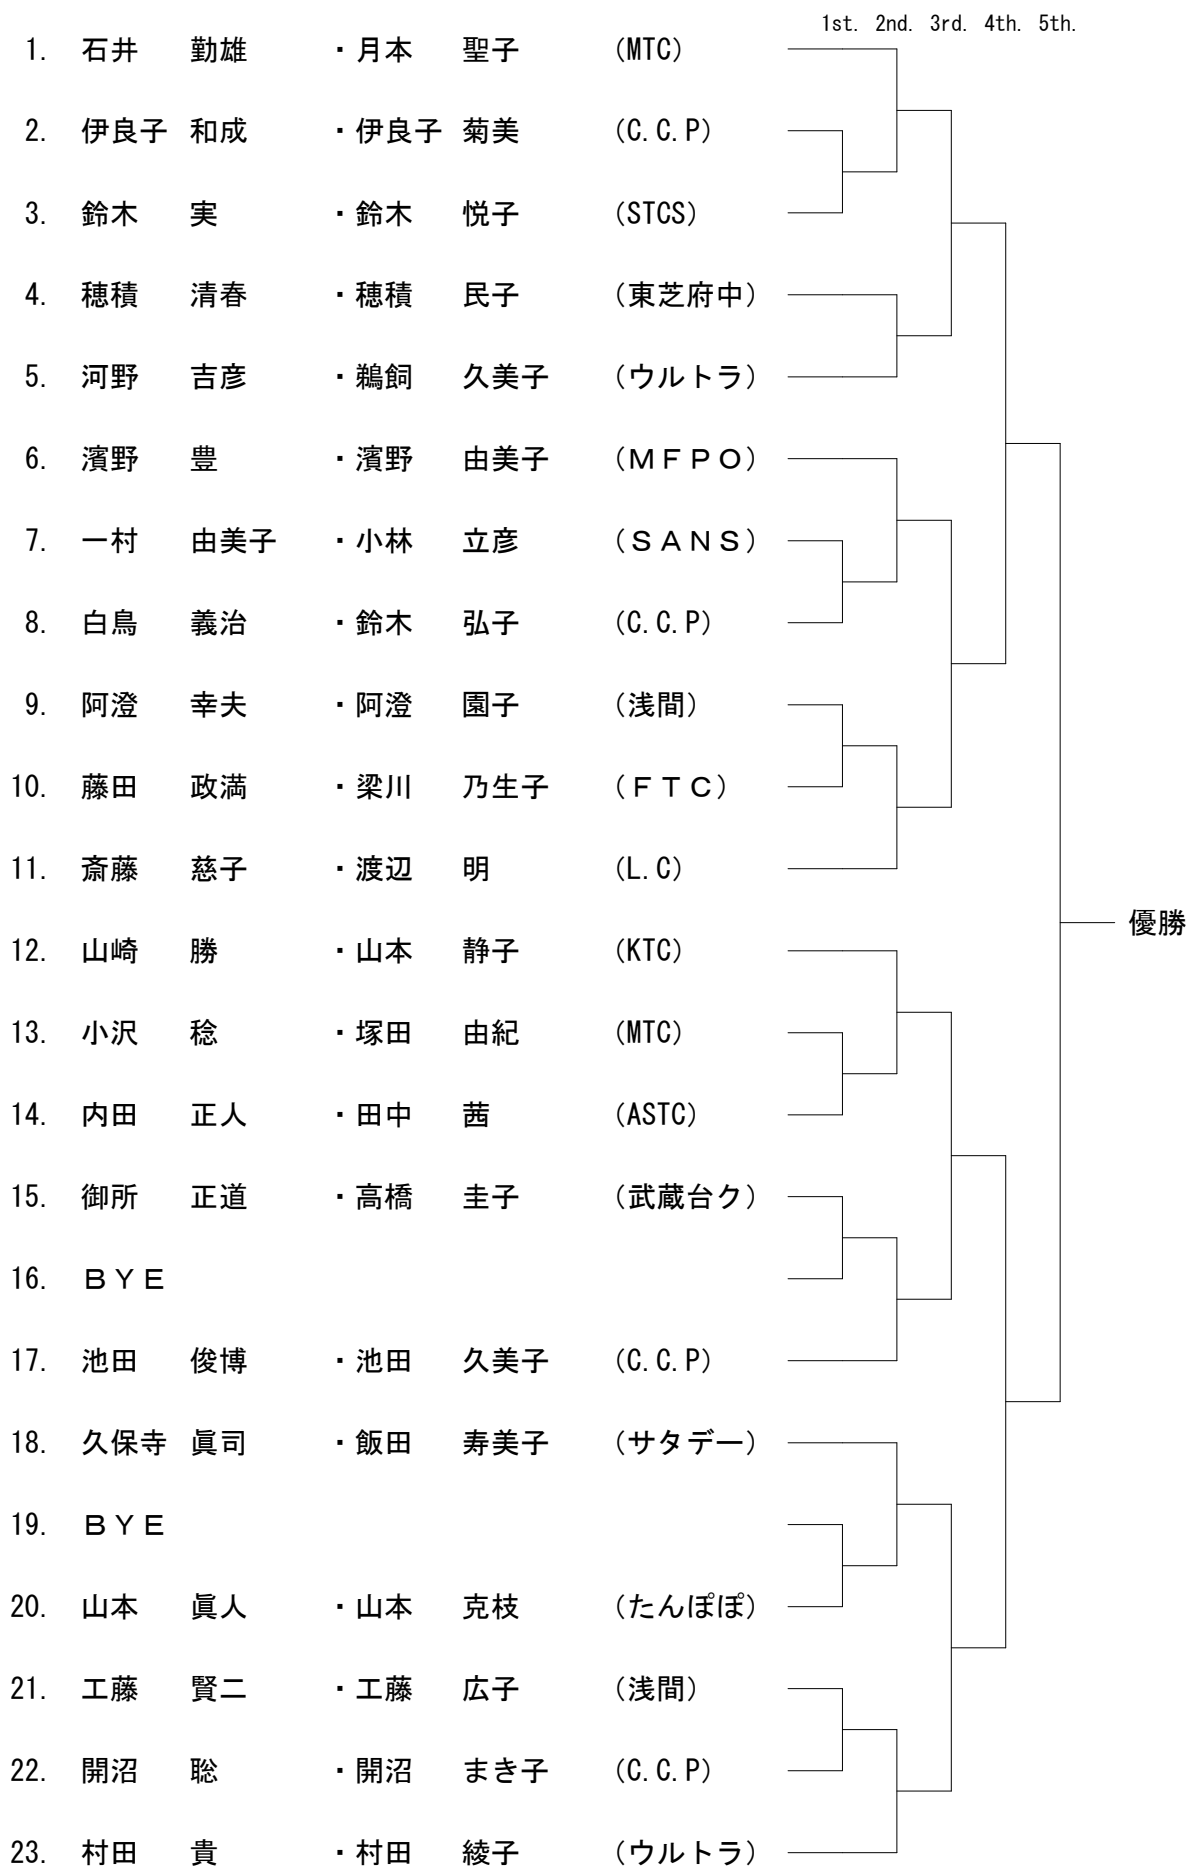 1st. 2nd. 3rd. 4th. 5th.
1. 石井 勤雄 ・月本 聖子 (MTC)
2. 伊良子 和成 ・伊良子 菊美 (C.C.P)
3. 鈴木 実 ・鈴木 悦子 (STCS)
4. 穂積 清春 ・穂積 民子 (東芝府中)
5. 河野 吉彦 ・鵜飼 久美子 (ウルトラ)
6. 濱野 豊 ・濱野 由美子 (ＭＦＰＯ)
7. 一村 由美子 ・小林 立彦 (ＳＡＮＳ)
8. 白鳥 義治 ・鈴木 弘子 (C.C.P)
9. 阿澄 幸夫 ・阿澄 園子 (浅間)
10. 藤田 政満 ・梁川 乃生子 (ＦＴＣ)
11. 斎藤 慈子 ・渡辺 明 (L.C)
優勝
12. 山崎 勝 ・山本 静子 (KTC)
13. 小沢 稔 ・塚田 由紀 (MTC)
14. 内田 正人 ・田中 茜 (ASTC)
15. 御所 正道 ・高橋 圭子 (武蔵台ク)
16. ＢＹＥ
17. 池田 俊博 ・池田 久美子 (C.C.P)
18. 久保寺 眞司 ・飯田 寿美子 (サタデー)
19. ＢＹＥ
20. 山本 眞人 ・山本 克枝 (たんぽぽ)
21. 工藤 賢二 ・工藤 広子 (浅間)
22. 開沼 聡 ・開沼 まき子 (C.C.P)
23. 村田 貴 ・村田 綾子 (ウルトラ)